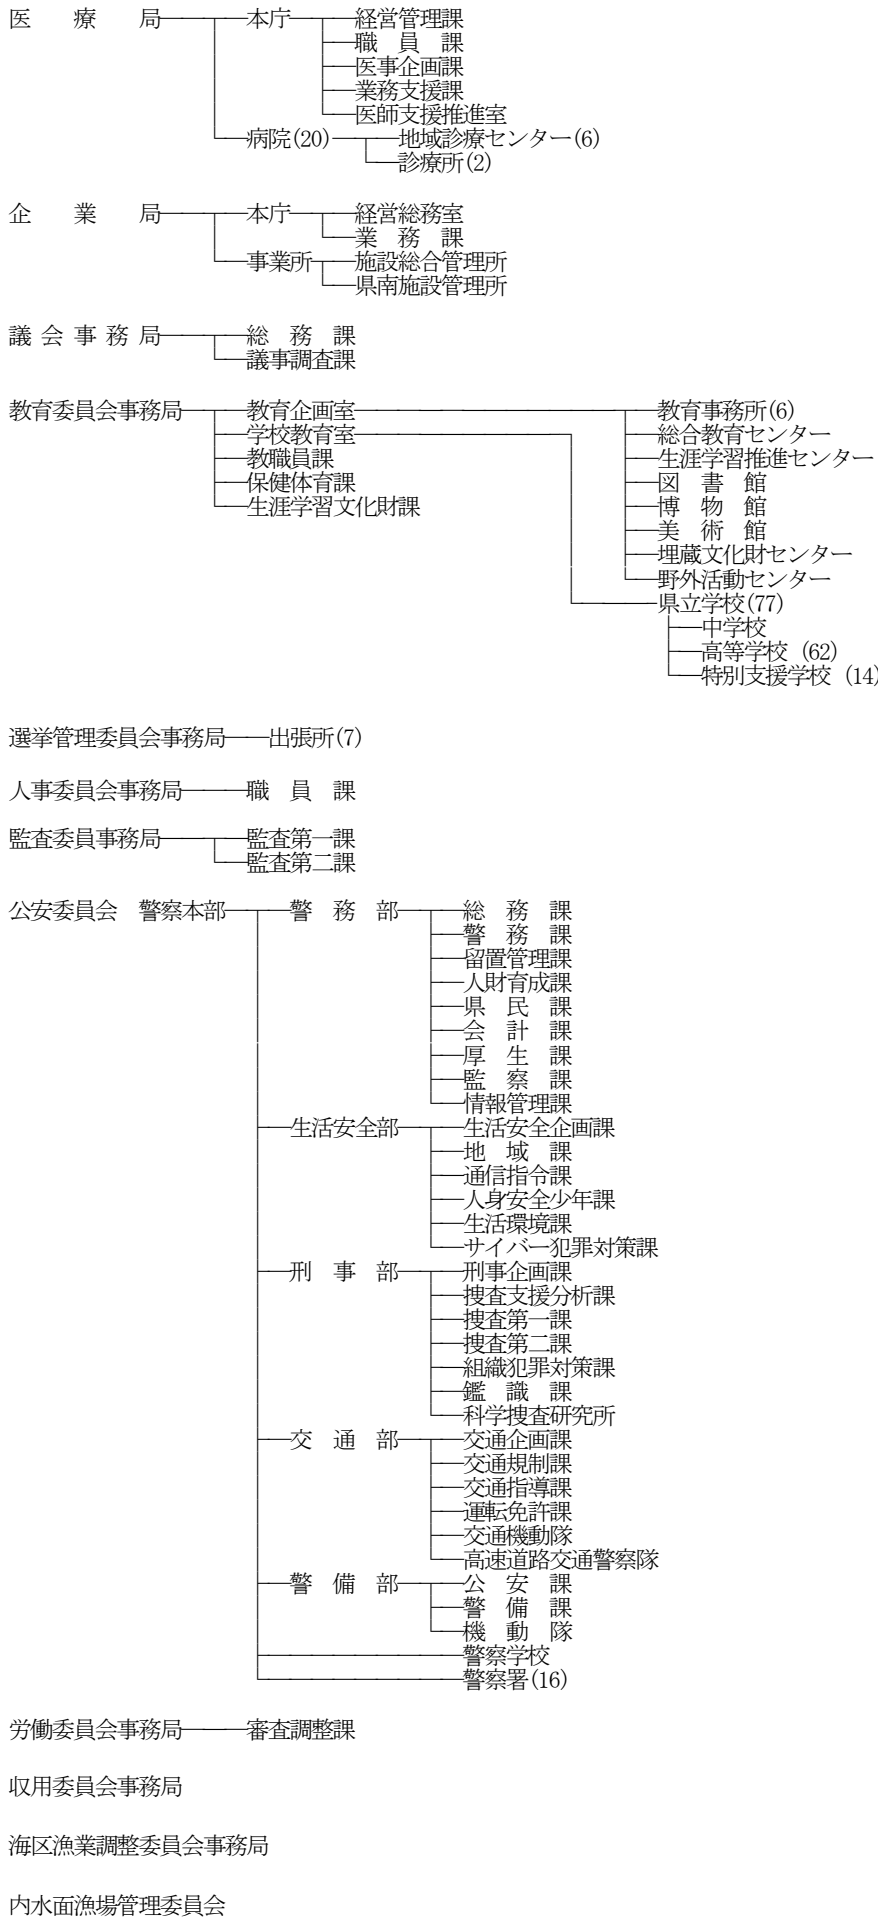 医　療　局 本庁 経営管理課
職　員　課
医事企画課
業務支援課
医師支援推進室
病院(20) 地域診療センター(6)
診療所(2)
企　業　局 本庁 経営総務室
業　務　課
事業所 施設総合管理所
県南施設管理所
議会事務局 総　務　課
議事調査課
教育委員会事務局 教育企画室 教育事務所(6)
学校教育室 総合教育センター
教職員課 生涯学習推進センター
保健体育課 図　書　館
生涯学習文化財課 博　物　館
美　術　館
埋蔵文化財センター
野外活動センター
県立学校(77)
中学校
高等学校 (62)
特別支援学校 (14)
選挙管理委員会事務局 出張所(7)
人事委員会事務局 職　員　課
監査委員事務局 監査第一課
監査第二課
公安委員会　警察本部 警　務　部 総　務　課
警　務　課
留置管理課
人財育成課
県　民　課
会　計　課
厚　生　課
監　察　課
情報管理課
生活安全部 生活安全企画課
地　域　課
通信指令課
人身安全少年課
生活環境課
サイバー犯罪対策課
刑　事　部 刑事企画課
捜査支援分析課
捜査第一課
捜査第二課
組織犯罪対策課
鑑　識　課
科学捜査研究所
交　通　部 交通企画課
交通規制課
交通指導課
運転免許課
交通機動隊
高速道路交通警察隊
警　備　部 公　安　課
警　備　課
機　動　隊
警察学校
警察署(16)
労働委員会事務局 審査調整課
収用委員会事務局
海区漁業調整委員会事務局
内水面漁場管理委員会